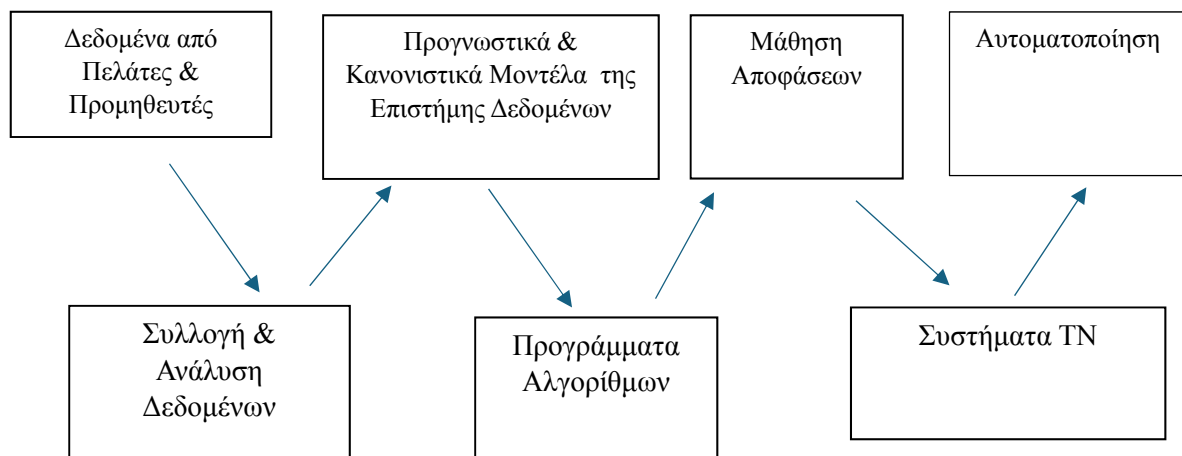 Δεδομένα από
Πελάτες &
Προμηθευτές
Προγνωστικά &
Κανονιστικά Μοντέλα της
Επιστήμης Δεδομένων
Μάθηση
Αποφάσεων
Αυτοματοποίηση
Συλλογή &
Ανάλυση
Δεδομένων
Προγράμματα
Αλγορίθμων
Συστήματα ΤΝ